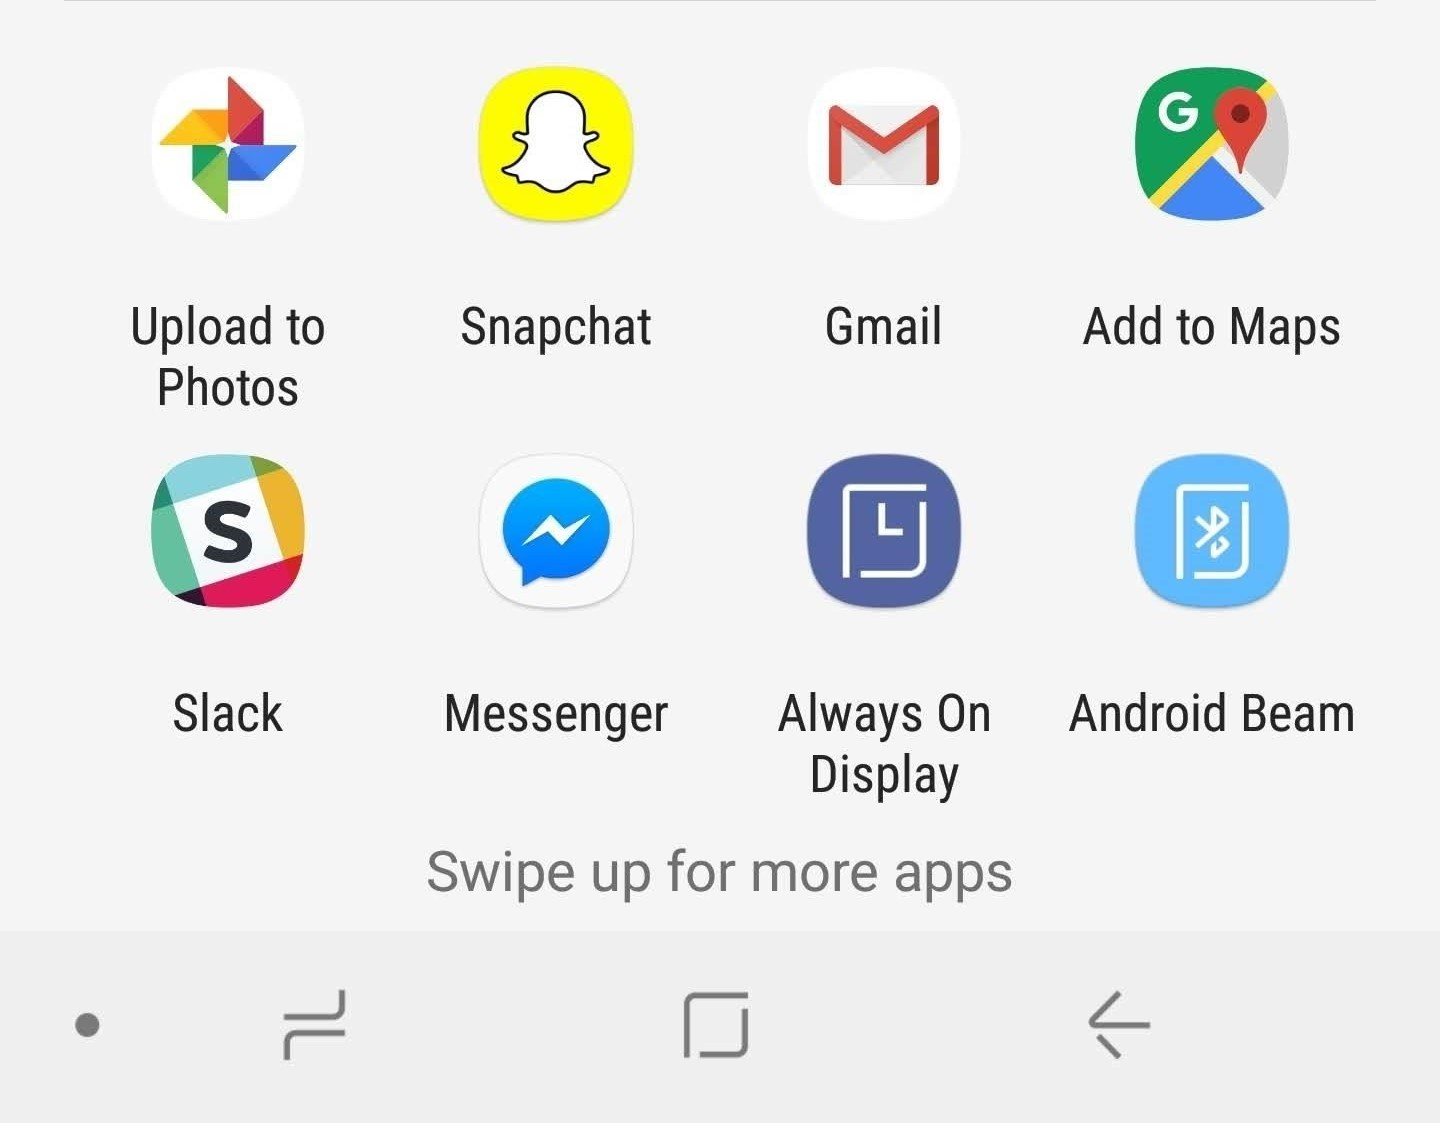 G
Upload to
Photos
Snapchat
Gmail
Add to Maps
S
Slack
Messenger
Always On
Display
Android Beam
Swipe up for more apps